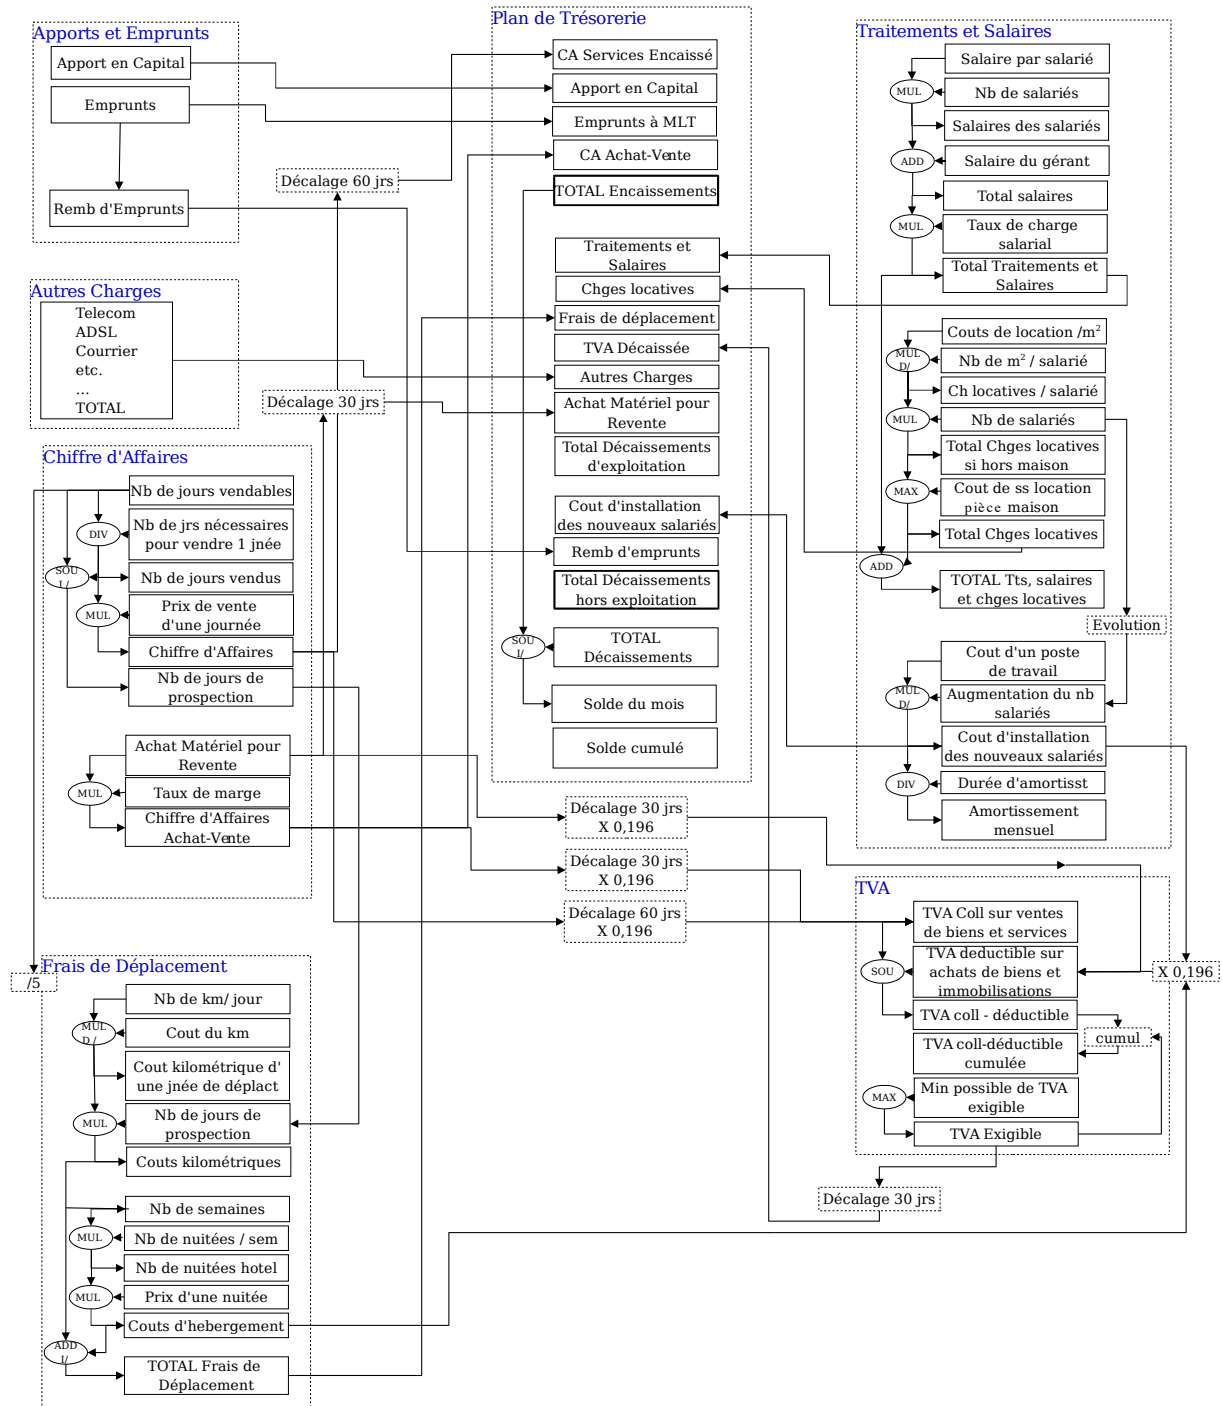 Apports et Emprunts
Apport en Capital
Emprunts
Remb d'Emprunts
Autres Charges
Telecom
ADSL
Courrier
etc.
...
TOTAL
Décalage 60 jrs
Décalage 30 jrs
Chiffre d'Affaires
Nb de jours vendables
DIV
Nb de jrs nécessaires
pour vendre 1 jnée
SOU
I/
Nb de jours vendus
MUL
Prix de vente
d'une journée
Chiffre d'Affaires
Nb de jours de
prospection
Achat Matériel pour
Revente
MUL
Taux de marge
Chiffre d'Affaires
Achat-Vente
/5
Frais de Déplacement
Nb de km/ jour
MUL
D /
Cout du km
Cout kilométrique d'
une jnée de déplact
MUL
Nb de jours de
prospection
Couts kilométriques
Nb de semaines
MUL
Nb de nuitées / sem
Nb de nuitées hotel
MUL
Prix d'une nuitée
Couts d'hebergement
ADD
I/
TOTAL Frais de
Déplacement
Plan de Trésorerie
CA Services Encaissé
Apport en Capital
Emprunts à MLT
CA Achat-Vente
TOTAL Encaissements
Traitements et
Salaires
Chges locatives
Frais de déplacement
TVA Décaissée
Autres Charges
Achat Matériel pour
Revente
Total Décaissements
d'exploitation
Cout d'installation
des nouveaux salariés
Remb d'emprunts
Total Décaissements
hors exploitation
SOU
I/
TOTAL
Décaissements
Solde du mois
Solde cumulé
Décalage 30 jrs
X 0,196
Décalage 30 jrs
X 0,196
Décalage 60 jrs
X 0,196
Traitements et Salaires
Salaire par salarié
MUL
Nb de salariés
Salaires des salariés
ADD
Salaire du gérant
Total salaires
MUL
Taux de charge
salarial
Total Traitements et
Salaires
Couts de location /m²
MUL
D/
Nb de m² / salarié
Ch locatives / salarié
MUL
Nb de salariés
Total Chges locatives
si hors maison
MAX
Cout de ss location
pièce maison
Total Chges locatives
ADD
TOTAL Tts, salaires
et chges locatives
Evolution
Cout d'un poste
de travail
MUL
D/
Augmentation du nb
salariés
Cout d'installation
des nouveaux salariés
DIV
Durée d'amortisst
Amortissement
mensuel
TVA
TVA Coll sur ventes
de biens et services
SOU
TVA deductible sur
achats de biens et
immobilisations
X 0,196
TVA coll - déductible
cumul
TVA coll-déductible
cumulée
MAX
Min possible de TVA
exigible
TVA Exigible
Décalage 30 jrs